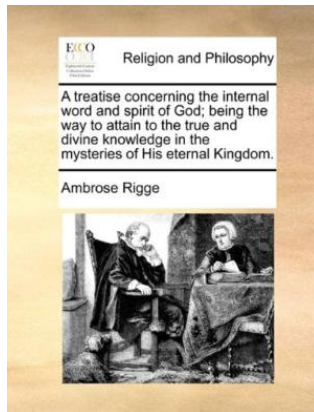 ECCO
Religion and Philosophy
A treatise concerning the internal
word and spirit of God; being the
way to attain to the true and
divine knowledge in the
mysteries of His eternal Kingdom.
Ambrose Rigge